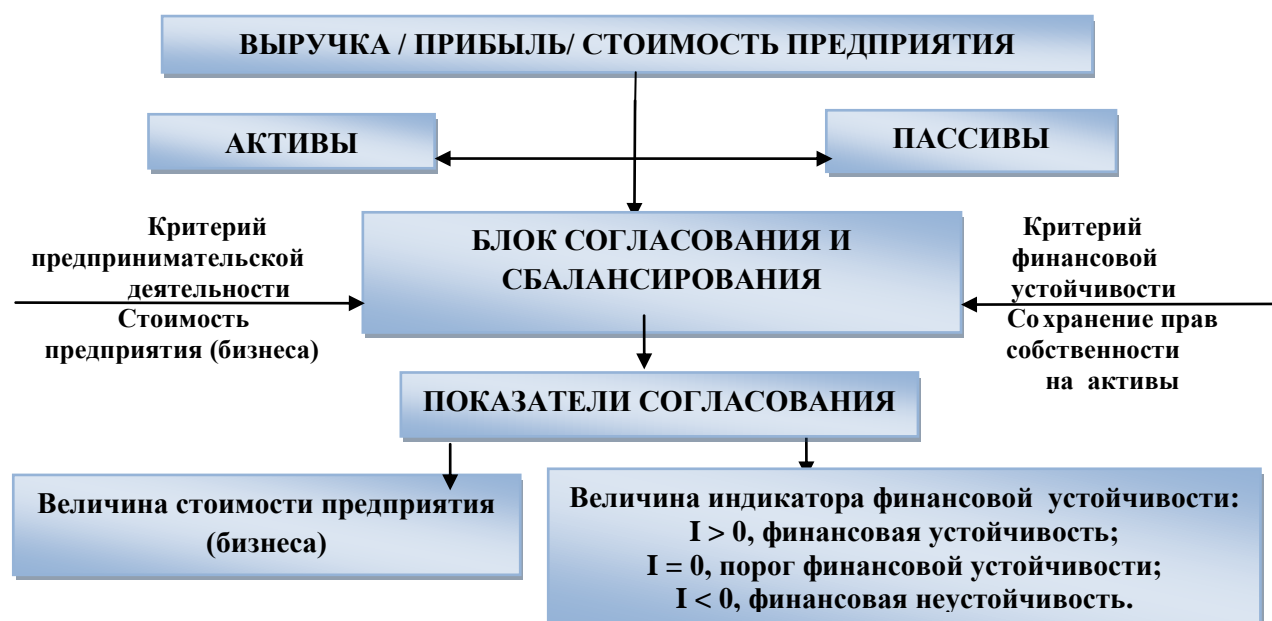 ВЫРУЧКА / ПРИБЫЛЬ/ СТОИМОСТЬ ПРЕДПРИЯТИЯ
АКТИВЫ
ПАССИВЫ
Критерий
предпринимательской
деятельности
Стоимость
предприятия (бизнеса)
БЛОК СОГЛАСОВАНИЯ И
СБАЛАНСИРОВАНИЯ
Критерий
финансовой
устойчивости
Сохранение прав
собственности
на активы
ПОКАЗАТЕЛИ СОГЛАСОВАНИЯ
Величина стоимости предприятия
(бизнеса)
Величина индикатора финансовой устойчивости:
I > 0, финансовая устойчивость;
I = 0, порог финансовой устойчивости;
I < 0, финансовая неустойчивость.